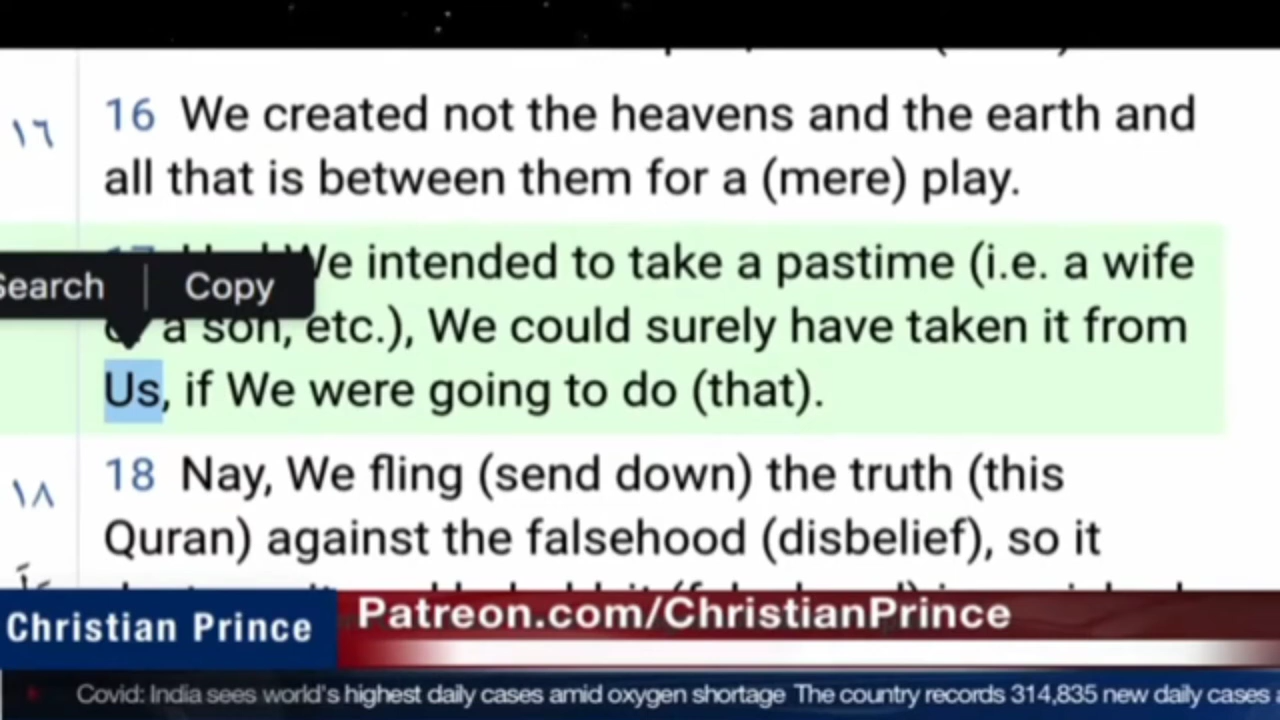 ١٦
16 We created not the heavens and the earth and
all that is between them for a (mere) play.
We intended to take a pastime (i.e. a wife
Search Copy
a son, etc.), We could surely have taken it from
Us, if We were going to do (that).
١٨
18 Nay, We fling (send down) the truth (this
Quran) against the falsehood (disbelief), so it
Christian Prince
Patreon.com/ChristianPrince
Covid: India sees world's highest daily cases amid oxygen shortage The country records 314,835 new daily cases